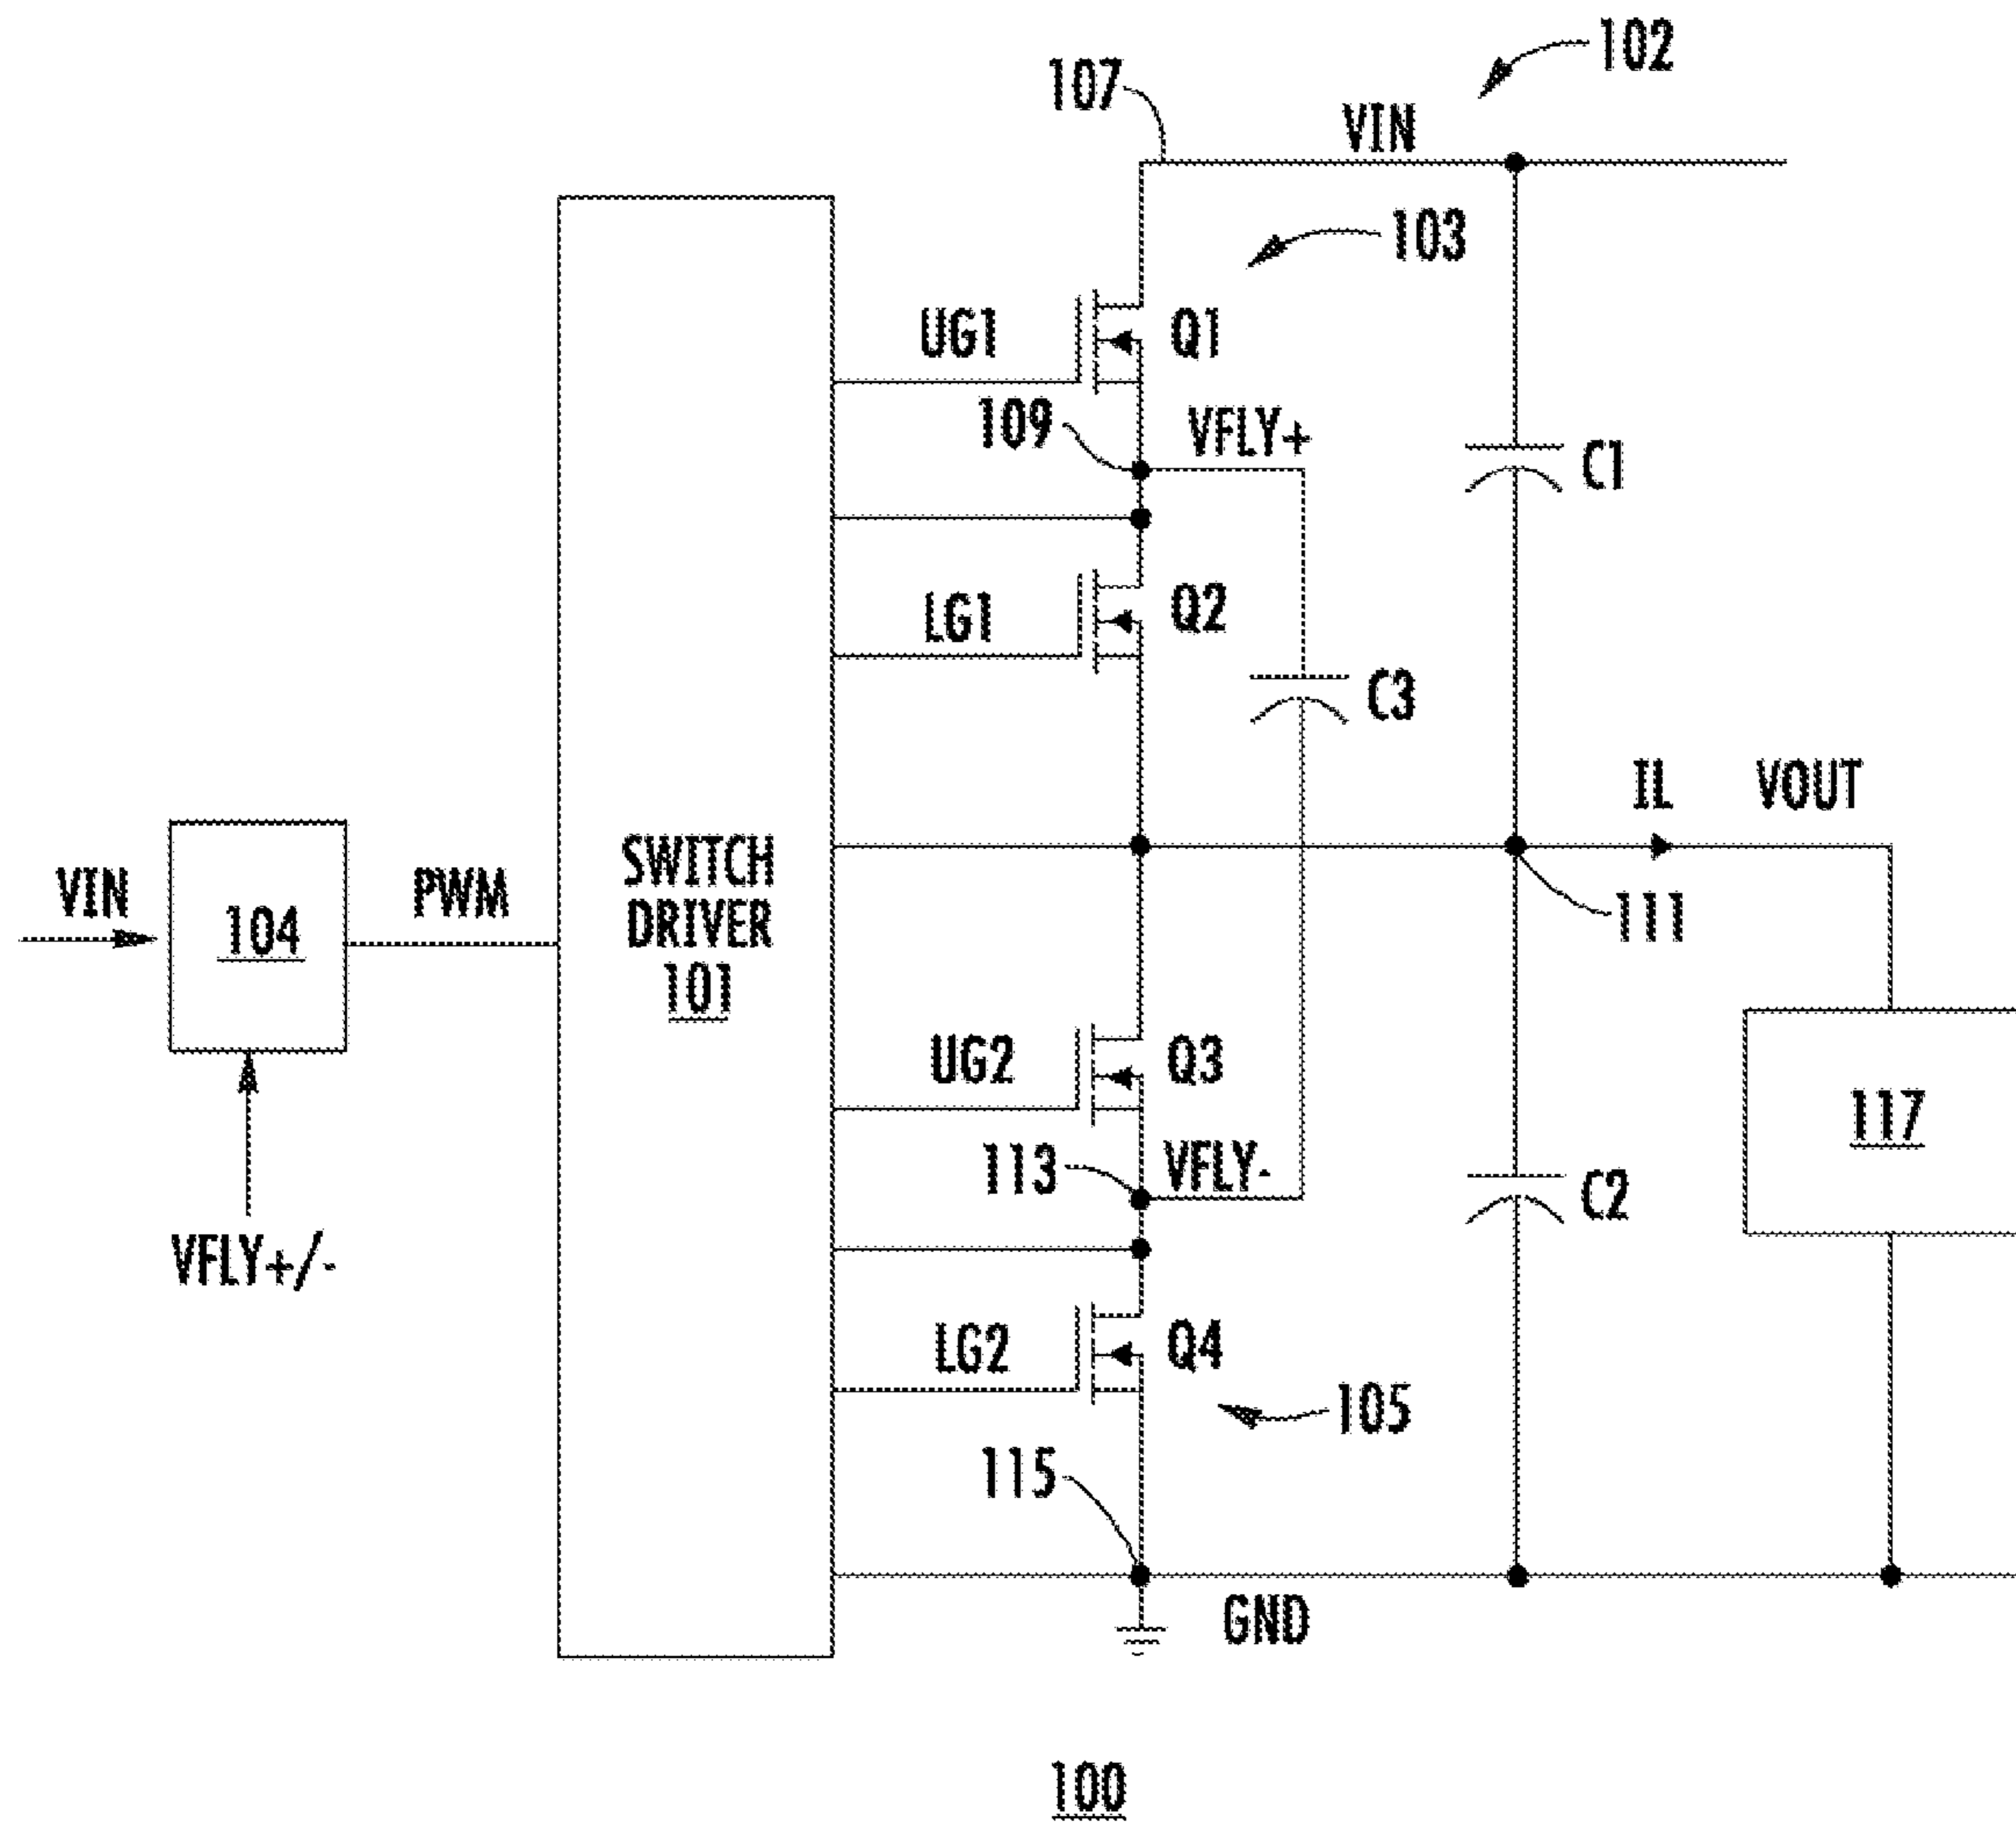 102
107
VIN
103
UG1
Q1
109
VFLY+
C1
LG1
Q2
C3
IL
VOUT
VIN
104
PWM
SWITCH
DRIVER
101
111
UG2
Q3
117
113
VFLY-
C2
VFLY+/-
LG2
Q4
105
115
GND
100